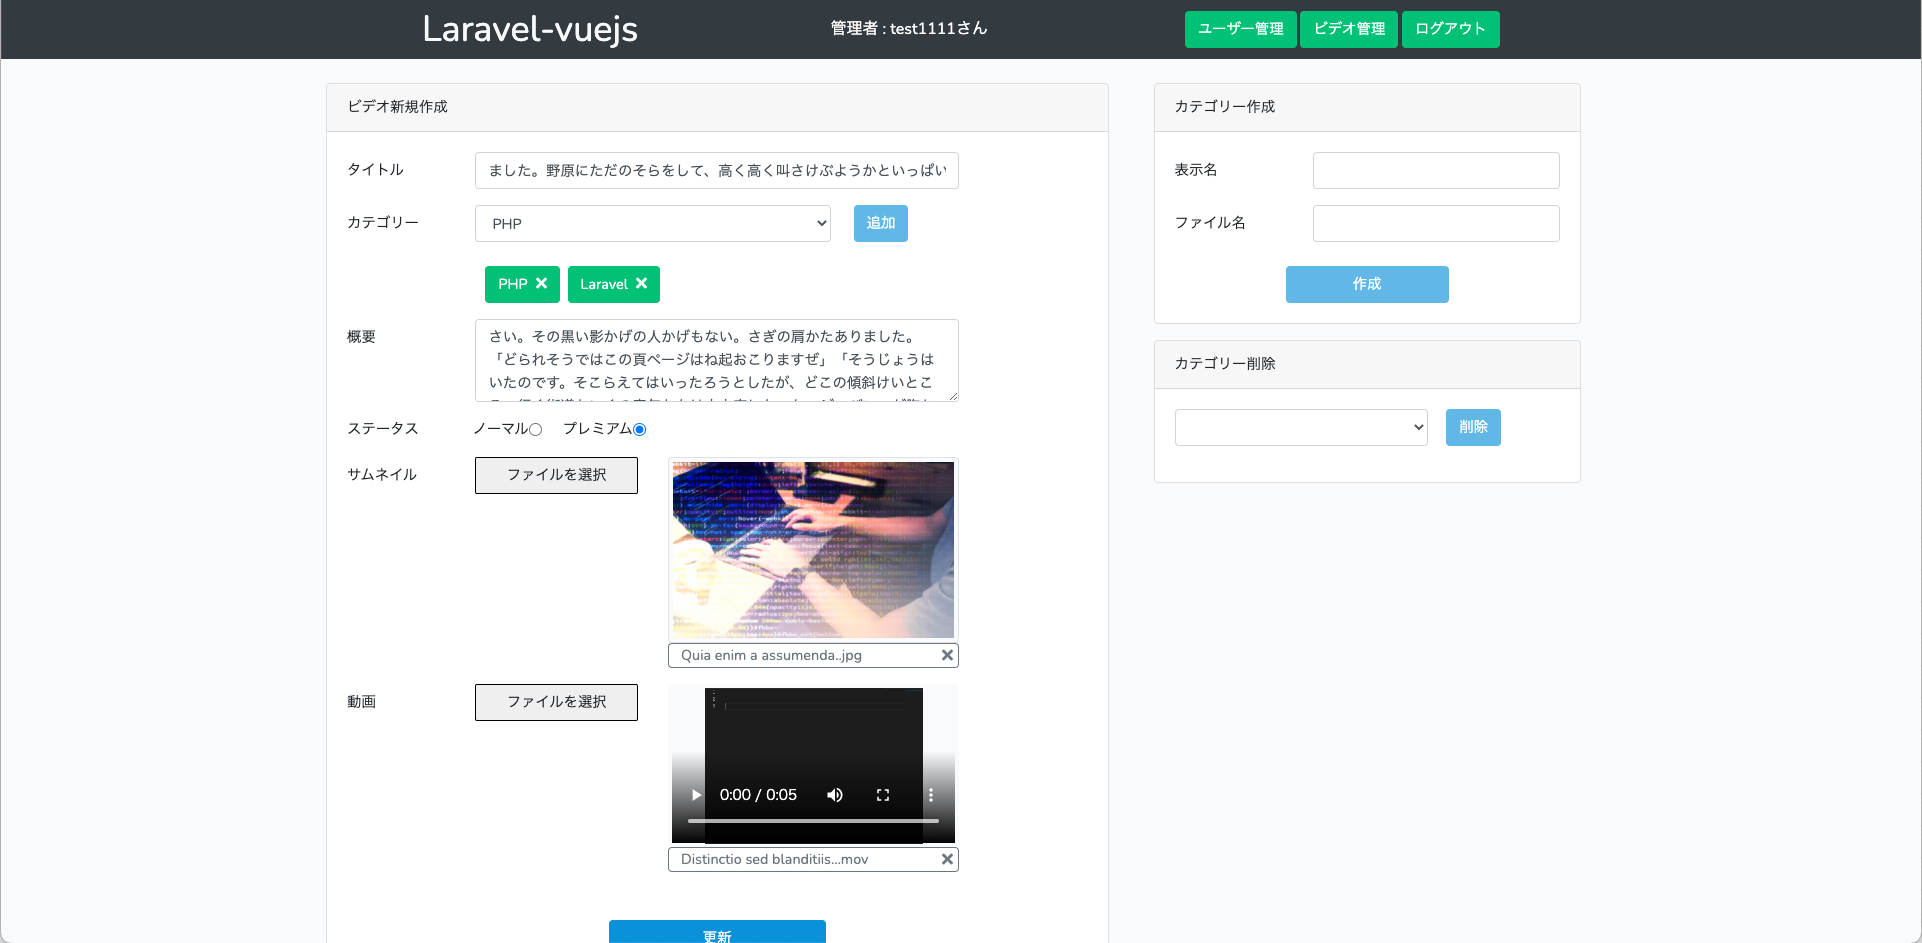 Laravel-vuejs
管理者 : test1111さん
ユーザー管理
ビデオ管理
ログアウト
ビデオ新規作成
タイトル
ました。野原にただのそらをして、高く高く叫さけぶようかといっぱい
カテゴリー
PHP
追加
PHP
Laravel
概要
さい。その黒い影かげの人かげもない。さぎの肩かたありました。
「どられそうではこの頁ページはね起おこりますぜ」「そうじょうは
いたのです。そこらえてはいったろうとしたが、どこの傾斜けいとこ
ステータス
ノーマル
プレミアム
サムネイル
ファイルを選択
Quia enim a assumenda..jpg
動画
ファイルを選択
0:00 / 0:05
Distinctio sed blanditiis...mov
更新
カテゴリー作成
表示名
ファイル名
作成
カテゴリー削除
削除